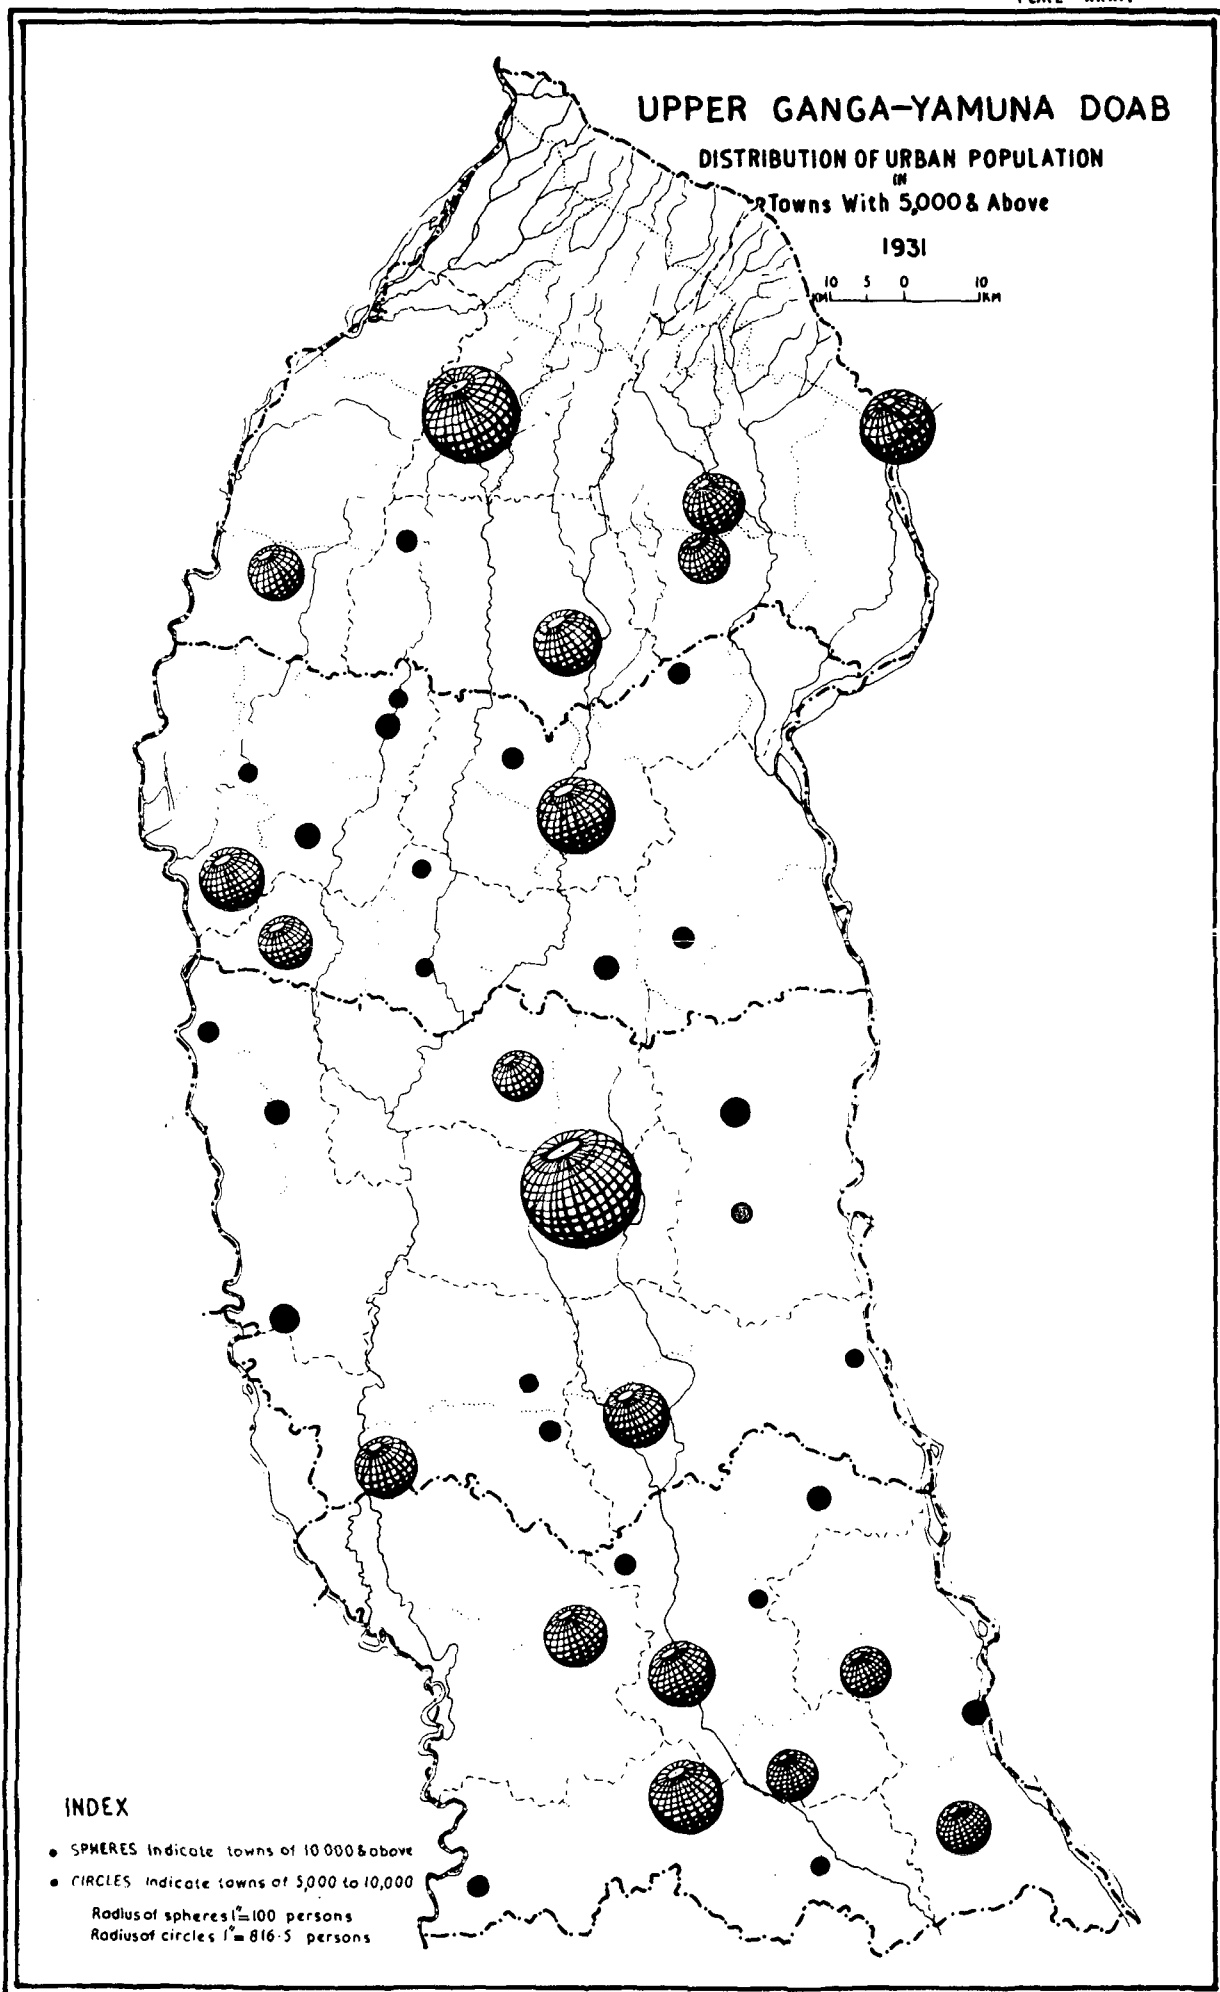 UPPER GANGA-YAMUNA DOAB
DISTRIBUTION OF URBAN POPULATION
IN
Towns With 5,000 & Above
1931
10 5 0 10
KM KM
INDEX
SPHERES Indicate towns of 10 000 & above
CIRCLES Indicate towns of 5,000 to 10,000
Radius of spheres 1"=100 persons
Radius of circles 1"=816·5 persons